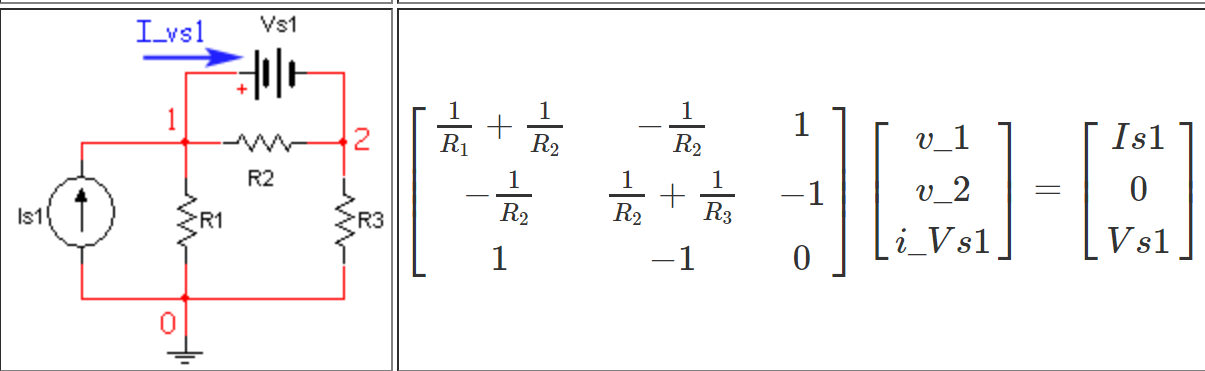 I_vs1
Vs1
+
1
2
R2
Is1
R1
R3
0
[ 1/R₁ + 1/R₂   −1/R₂   1 ] [ v_1 ] = [ Is1 ]
[ −1/R₂   1/R₂ + 1/R₃   −1 ] [ v_2 ] = [ 0 ]
[ 1   −1   0 ] [ i_Vs1 ] = [ Vs1 ]